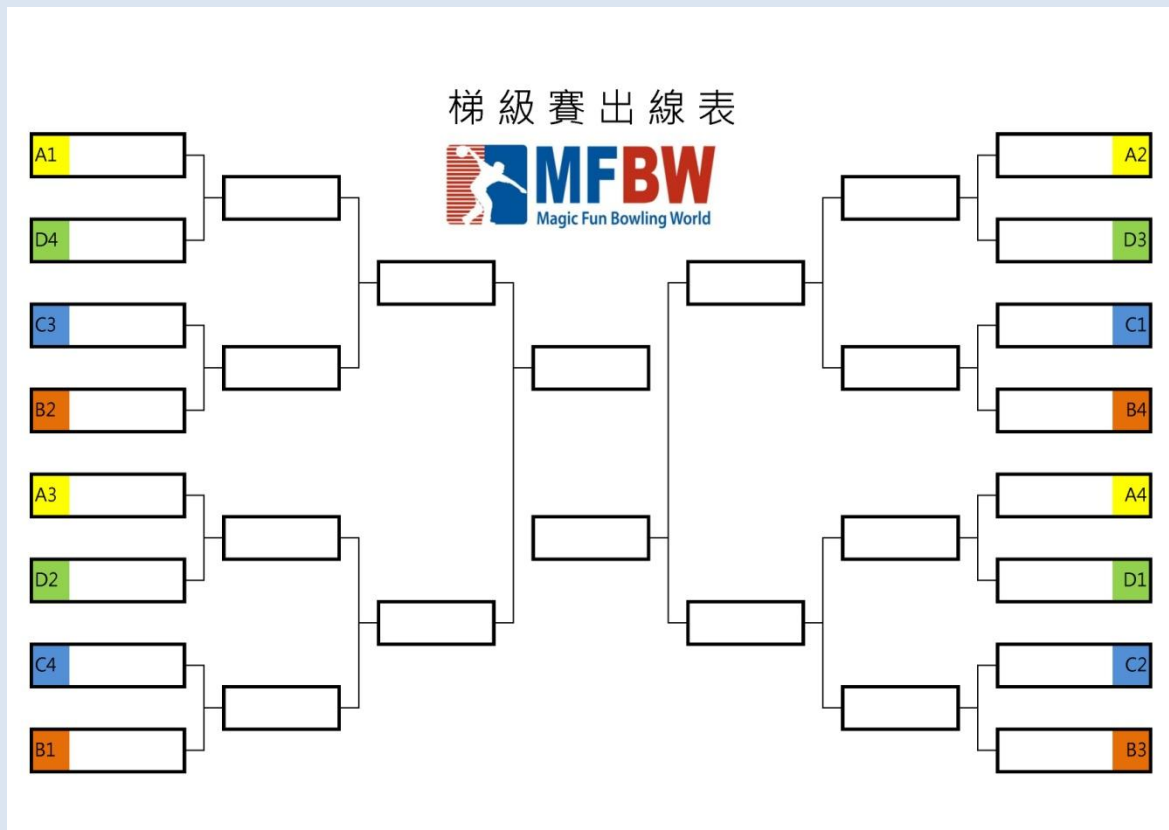 梯級賽出線表
MFBW
Magic Fun Bowling World
A1
D4
C3
B2
A3
D2
C4
B1
A2
D3
C1
B4
A4
D1
C2
B3